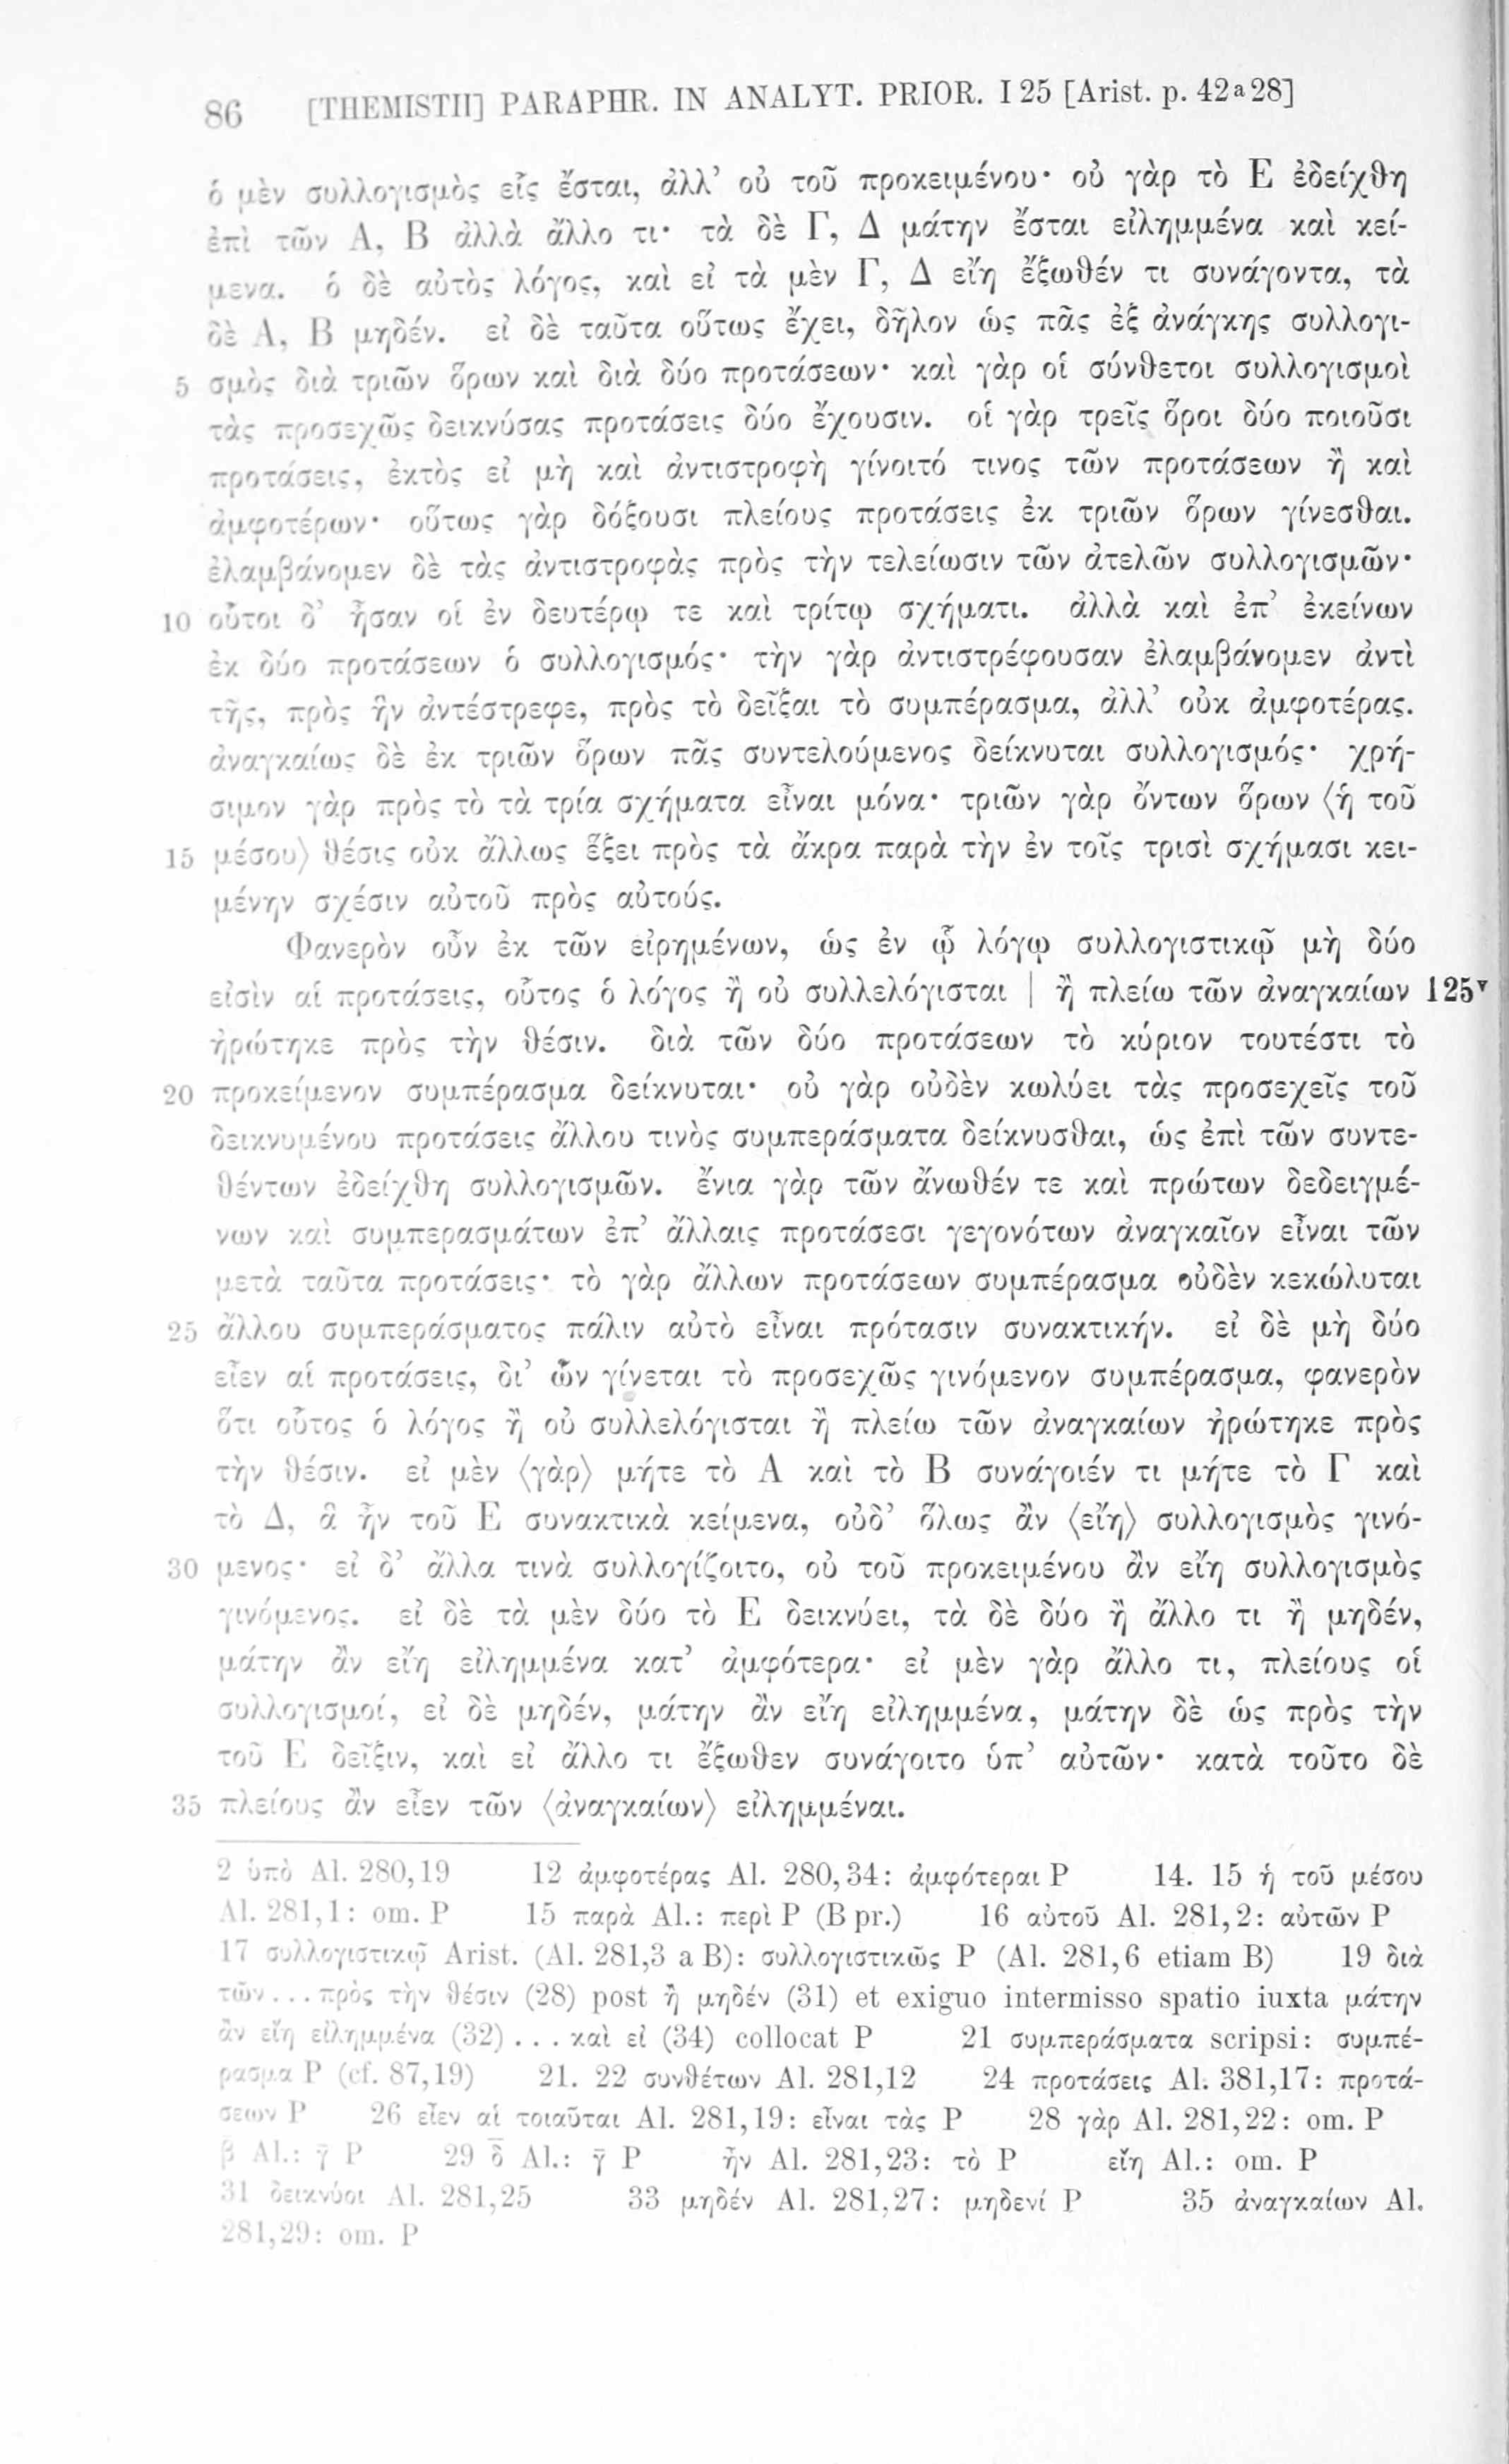 86 [THEMISTII] PARAPHR. IN ANALYT. PRIOR. I 25 [Arist. p. 42a28]
ὁ μὲν συλλογισμὸς εἷς ἔσται, ἀλλ’ οὐ τοῦ προκειμένου· οὐ γὰρ τὸ Ε ἐδείχθη
ἐπὶ τῶν Α, Β ἀλλὰ ἄλλο τι· τὰ δὲ Γ, Δ μάτην ἔσται εἰλημμένα καὶ κεί-
μενα. ὁ δὲ αὐτὸς λόγος, καὶ εἰ τὰ μὲν Γ, Δ εἴη ἔξωθέν τι συνάγοντα, τὰ
δὲ Α, Β μηδέν. εἰ δὲ ταῦτα οὕτως ἔχει, δῆλον ὡς πᾶς ἐξ ἀνάγκης συλλογι-
5 σμὸς διὰ τριῶν ὅρων καὶ διὰ δύο προτάσεων· καὶ γὰρ οἱ σύνθετοι συλλογισμοὶ
τὰς προσεχῶς δεικνύσας προτάσεις δύο ἔχουσιν. οἱ γὰρ τρεῖς ὅροι δύο ποιοῦσι
προτάσεις, ἐκτὸς εἰ μὴ καὶ ἀντιστροφὴ γίνοιτό τινος τῶν προτάσεων ἢ καὶ
ἀμφοτέρων· οὕτως γὰρ δόξουσι πλείους προτάσεις ἐκ τριῶν ὅρων γίνεσθαι.
ἐλαμβάνομεν δὲ τὰς ἀντιστροφὰς πρὸς τὴν τελείωσιν τῶν ἀτελῶν συλλογισμῶν·
10 οὗτοι δ’ ἦσαν οἱ ἐν δευτέρῳ τε καὶ τρίτῳ σχήματι. ἀλλὰ καὶ ἐπ’ ἐκείνων
ἐκ δύο προτάσεων ὁ συλλογισμός· τὴν γὰρ ἀντιστρέφουσαν ἐλαμβάνομεν ἀντὶ
τῆς, πρὸς ἣν ἀντέστρεφε, πρὸς τὸ δεῖξαι τὸ συμπέρασμα, ἀλλ’ οὐκ ἀμφοτέρας.
ἀναγκαίως δὲ ἐκ τριῶν ὅρων πᾶς συντελούμενος δείκνυται συλλογισμός· χρή-
σιμον γὰρ πρὸς τὸ τὰ τρία σχήματα εἶναι μόνα· τριῶν γὰρ ὄντων ὅρων ⟨ἡ τοῦ
15 μέσου⟩ θέσις οὐκ ἄλλως ἕξει πρὸς τὰ ἄκρα παρὰ τὴν ἐν τοῖς τρισὶ σχήμασι κει-
μένην σχέσιν αὐτοῦ πρὸς αὐτούς.
Φανερὸν οὖν ἐκ τῶν εἰρημένων, ὡς ἐν ᾧ λόγῳ συλλογιστικῷ μὴ δύο
εἰσὶν αἱ προτάσεις, οὗτος ὁ λόγος ἢ οὐ συλλελόγισται | ἢ πλείω τῶν ἀναγκαίων 125v
ἠρώτηκε πρὸς τὴν θέσιν. διὰ τῶν δύο προτάσεων τὸ κύριον τουτέστι τὸ
20 προκείμενον συμπέρασμα δείκνυται· οὐ γὰρ οὐδὲν κωλύει τὰς προσεχεῖς τοῦ
δεικνυμένου προτάσεις ἄλλου τινὸς συμπεράσματα δείκνυσθαι, ὡς ἐπὶ τῶν συντε-
θέντων ἐδείχθη συλλογισμῶν. ἔνια γὰρ τῶν ἄνωθέν τε καὶ πρώτων δεδειγμέ-
νων καὶ συμπερασμάτων ἐπ’ ἄλλαις προτάσεσι γεγονότων ἀναγκαῖον εἶναι τῶν
μετὰ ταῦτα προτάσεις· τὸ γὰρ ἄλλων προτάσεων συμπέρασμα οὐδὲν κεκώλυται
25 ἄλλου συμπεράσματος πάλιν αὐτὸ εἶναι πρότασιν συνακτικήν. εἰ δὲ μὴ δύο
εἶεν αἱ προτάσεις, δι’ ὧν γίνεται τὸ προσεχῶς γινόμενον συμπέρασμα, φανερὸν
ὅτι οὗτος ὁ λόγος ἢ οὐ συλλελόγισται ἢ πλείω τῶν ἀναγκαίων ἠρώτηκε πρὸς
τὴν θέσιν. εἰ μὲν ⟨γὰρ⟩ μήτε τὸ Α καὶ τὸ Β συνάγοιέν τι μήτε τὸ Γ καὶ
τὸ Δ, ἃ ἦν τοῦ Ε συνακτικὰ κείμενα, οὐδ’ ὅλως ἂν ⟨εἴη⟩ συλλογισμὸς γινό-
30 μενος· εἰ δ’ ἄλλα τινὰ συλλογίζοιτο, οὐ τοῦ προκειμένου ἂν εἴη συλλογισμὸς
γινόμενος. εἰ δὲ τὰ μὲν δύο τὸ Ε δεικνύει, τὰ δὲ δύο ἢ ἄλλο τι ἢ μηδέν,
μάτην ἂν εἴη εἰλημμένα κατ’ ἀμφότερα· εἰ μὲν γὰρ ἄλλο τι, πλείους οἱ
συλλογισμοί, εἰ δὲ μηδέν, μάτην ἂν εἴη εἰλημμένα, μάτην δὲ ὡς πρὸς τὴν
τοῦ Ε δεῖξιν, καὶ εἰ ἄλλο τι ἔξωθεν συνάγοιτο ὑπ’ αὐτῶν· κατὰ τοῦτο δὲ
35 πλείους ἂν εἶεν τῶν ⟨ἀναγκαίων⟩ εἰλημμέναι.
2 ὑπὸ Al. 280,19 12 ἀμφοτέρας Al. 280,34: ἀμφότεραι P 14. 15 ἡ τοῦ μέσου
Al. 281,1: om. P 15 παρὰ Al.: περὶ P (B pr.) 16 αὐτοῦ Al. 281,2: αὐτῶν P
17 συλλογιστικῷ Arist. (Al. 281,3 a B): συλλογιστικῶς P (Al. 281,6 etiam B) 19 διὰ
τῶν ... πρὸς τὴν θέσιν (28) post ἢ μηδέν (31) et exiguo intermisso spatio iuxta μάτην
ἂν εἴη εἰλημμένα (32) ... καὶ εἰ (34) collocat P 21 συμπεράσματα scripsi: συμπέ-
ρασμα P (cf. 87,19) 21. 22 συνθέτων Al. 281,12 24 προτάσεις Al. 381,17: προτά-
σεων P 26 εἶεν αἱ τοιαῦται Al. 281,19: εἶναι τὰς P 28 γὰρ Al. 281,22: om. P
β Al.: γ̄ P 29 δ̄ Al.: γ P ἦν Al. 281,23: τὸ P εἴη Al.: om. P
31 δεικνύοι Al. 281,25 33 μηδέν Al. 281,27: μηδενί P 35 ἀναγκαίων Al.
281,29: om. P